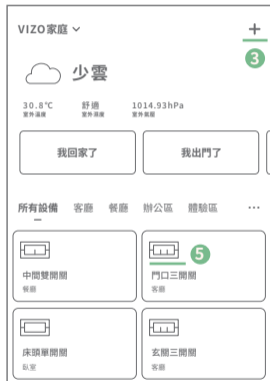 VIZO家庭
3
少雲
30.8°C 舒適 1014.93hPa
室外溫度 室外濕度 室外氣壓
我回家了 我出門了
所有設備 客廳 餐廳 辦公區 體驗區 ...
5
中間雙開關 門口三開關
餐廳 客廳
床頭單開關 玄關三開關
臥室 客廳